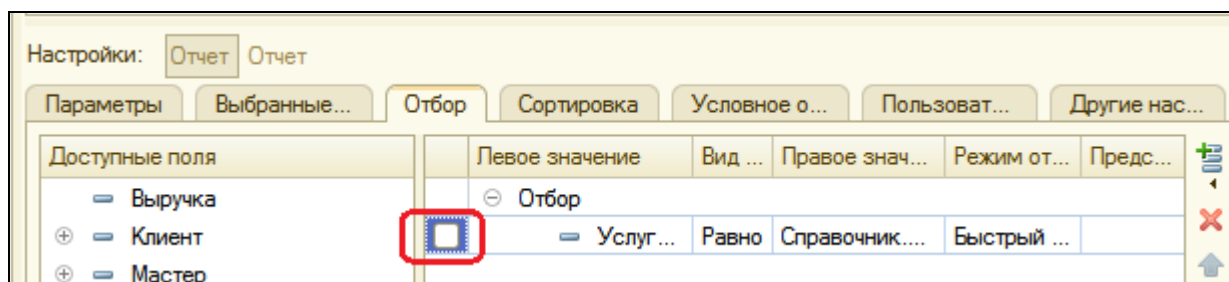 Настройки: Отчет Отчет
Параметры Выбранные... Отбор Сортировка Условное о... Пользоват... Другие нас...
Доступные поля Левое значение Вид ... Правое знач... Режим от... Предс...
Выручка Отбор
Клиент Услуг... Равно Справочник.... Быстрый ...
Мастер